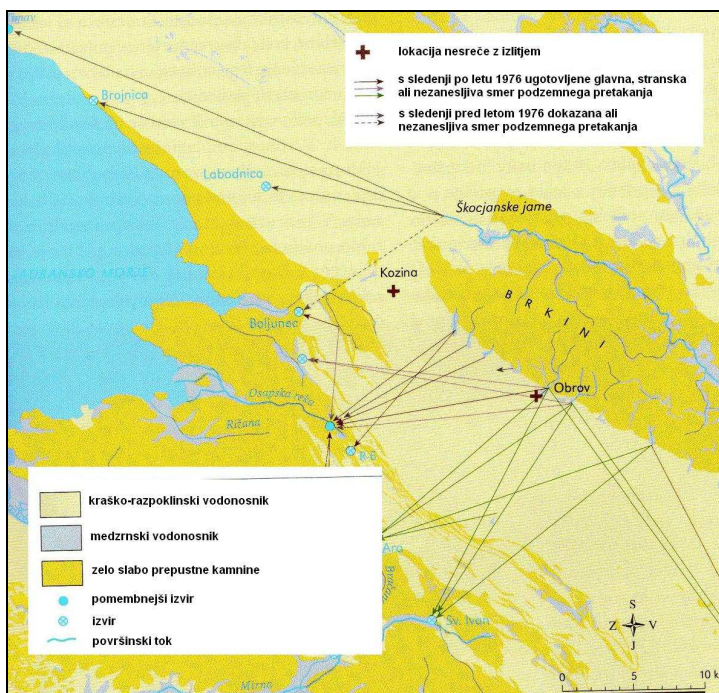 lokacija nesreče z izlitjem
s sledenji po letu 1976 ugotovljene glavna, stranska
ali nezanesljiva smer podzemnega pretakanja
s sledenji pred letom 1976 dokazana ali
nezanesljiva smer podzemnega pretakanja
Brojnica
Labodnica
Škocjanske jame
JADRANSKO MORJE
Kozina
BRKINI
Boljunec
Obrov
Osapska reka
Rižana
kraško-razpoklinski vodonosnik
medzrnski vodonosnik
zelo slabo prepustne kamnine
pomembnejši izvir
izvir
površinski tok
Ara
Bračan
Sv. Ivan
Mirna
S
Z V
J
0 5 10 k